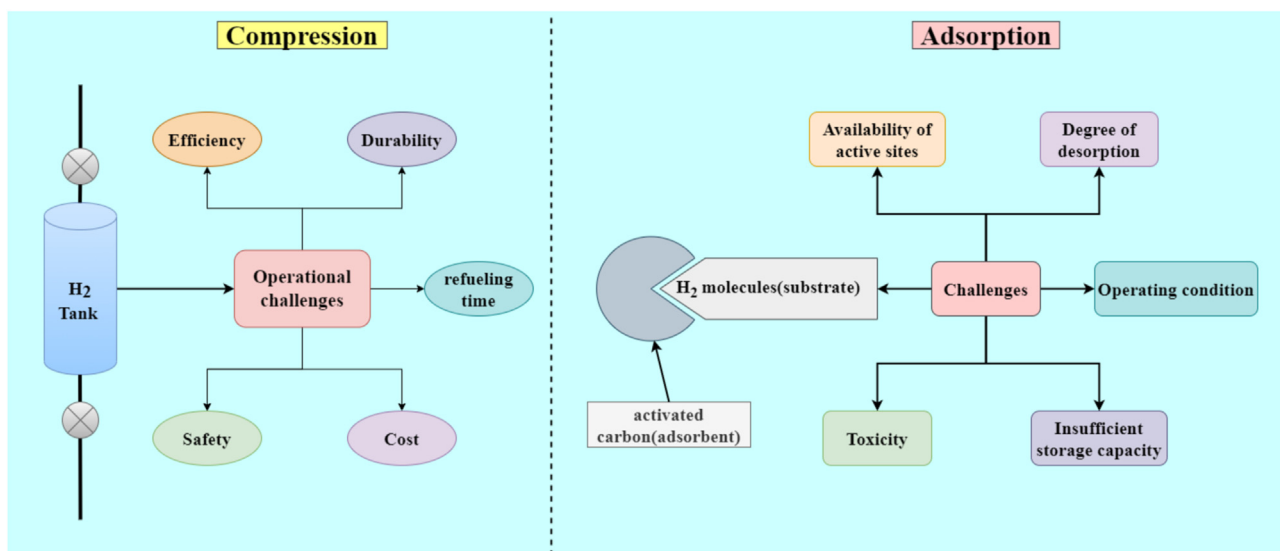 Compression
Efficiency
Durability
H2
Tank
Operational
challenges
refueling
time
Safety
Cost
Adsorption
Availability of
active sites
Degree of
desorption
H2 molecules(substrate)
Challenges
Operating condition
activated
carbon(adsorbent)
Toxicity
Insufficient
storage capacity